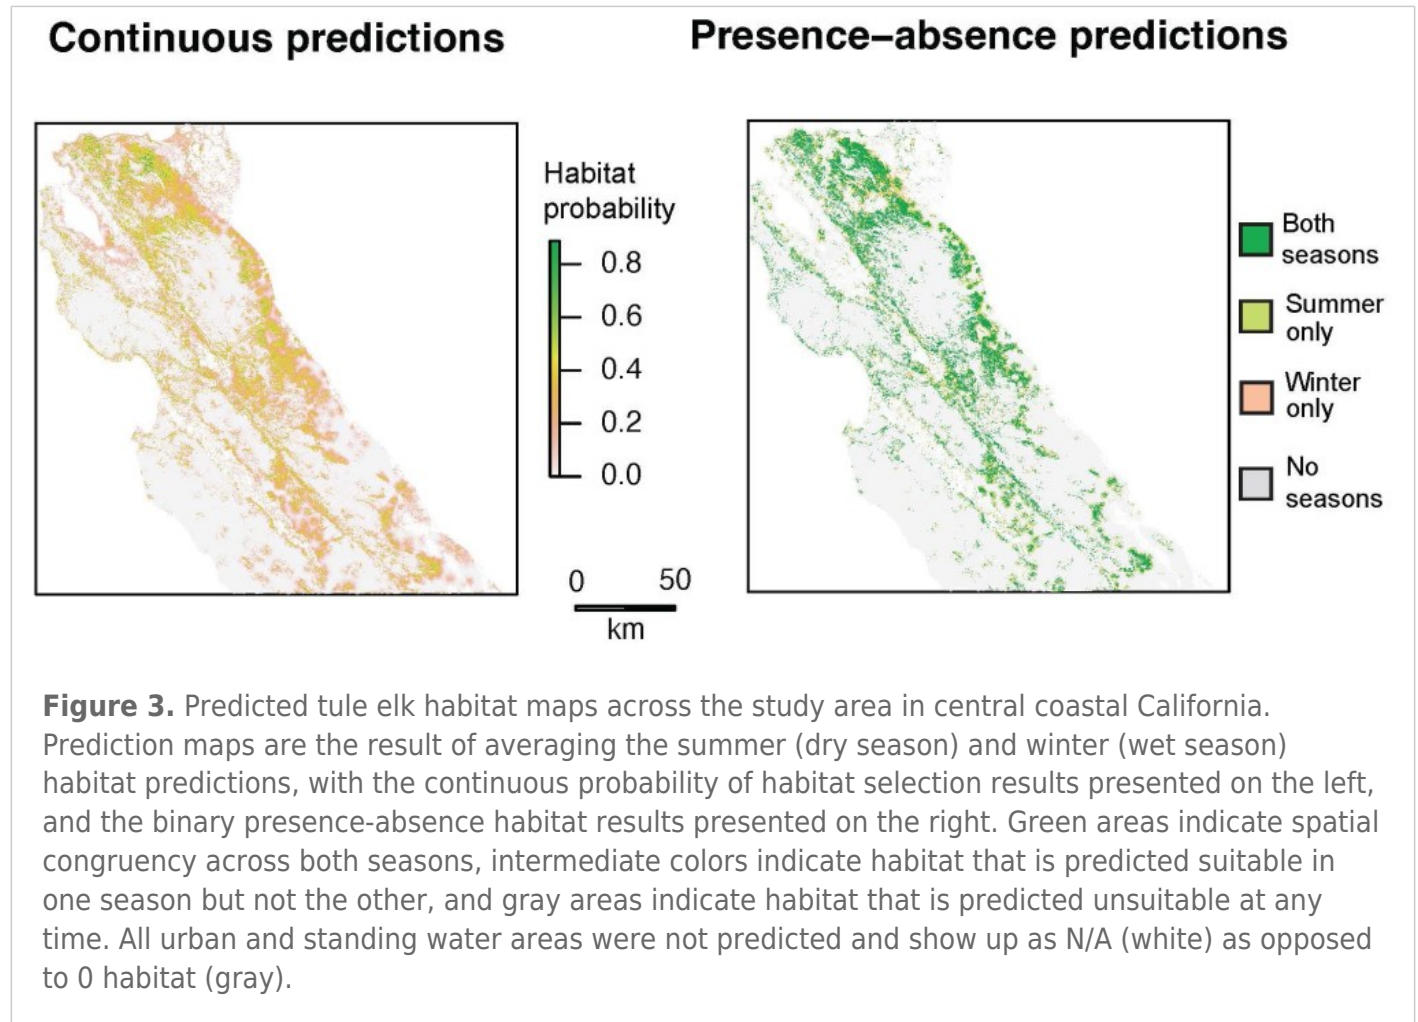 Continuous predictions
Presence–absence predictions
Habitat
probability
0.8
0.6
0.4
0.2
0.0
0 50
km
Both
seasons
Summer
only
Winter
only
No
seasons
Figure 3. Predicted tule elk habitat maps across the study area in central coastal California.
Prediction maps are the result of averaging the summer (dry season) and winter (wet season)
habitat predictions, with the continuous probability of habitat selection results presented on the left,
and the binary presence-absence habitat results presented on the right. Green areas indicate spatial
congruency across both seasons, intermediate colors indicate habitat that is predicted suitable in
one season but not the other, and gray areas indicate habitat that is predicted unsuitable at any
time. All urban and standing water areas were not predicted and show up as N/A (white) as opposed
to 0 habitat (gray).